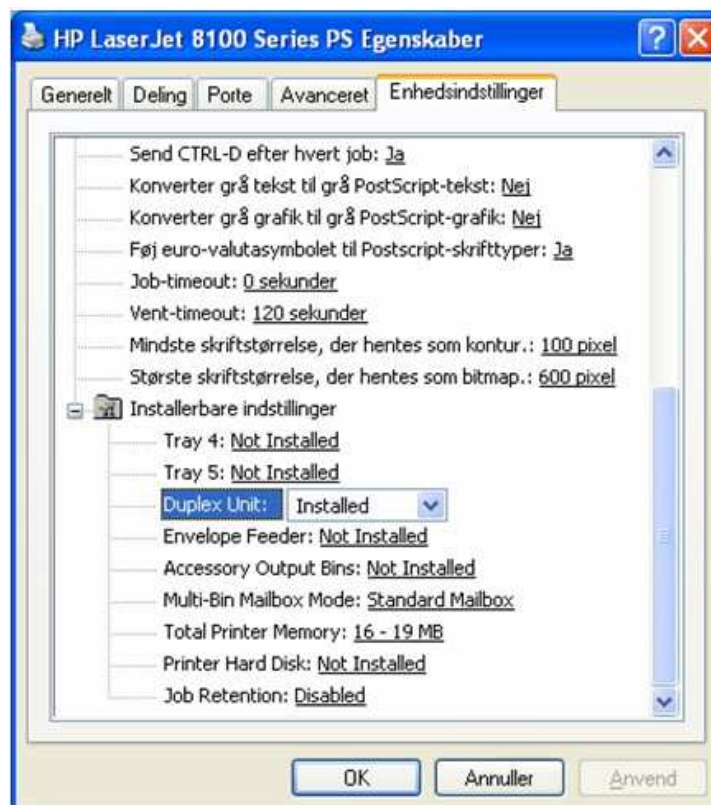 HP LaserJet 8100 Series PS Egenskaber
Generelt Deling Porte Avanceret Enhedsindstillinger
Send CTRL-D efter hvert job: Ja
Konverter grå tekst til grå PostScript-tekst: Nej
Konverter grå grafik til grå PostScript-grafik: Nej
Føj euro-valutasymbolet til Postscript-skrifttyper: Ja
Job-timeout: 0 sekunder
Vent-timeout: 120 sekunder
Mindste skriftstørrelse, der hentes som kontur.: 100 pixel
Største skriftstørrelse, der hentes som bitmap.: 600 pixel
Installerbare indstillinger
Tray 4: Not Installed
Tray 5: Not Installed
Duplex Unit: Installed
Envelope Feeder: Not Installed
Accessory Output Bins: Not Installed
Multi-Bin Mailbox Mode: Standard Mailbox
Total Printer Memory: 16 - 19 MB
Printer Hard Disk: Not Installed
Job Retention: Disabled
OK Annuller Anvend